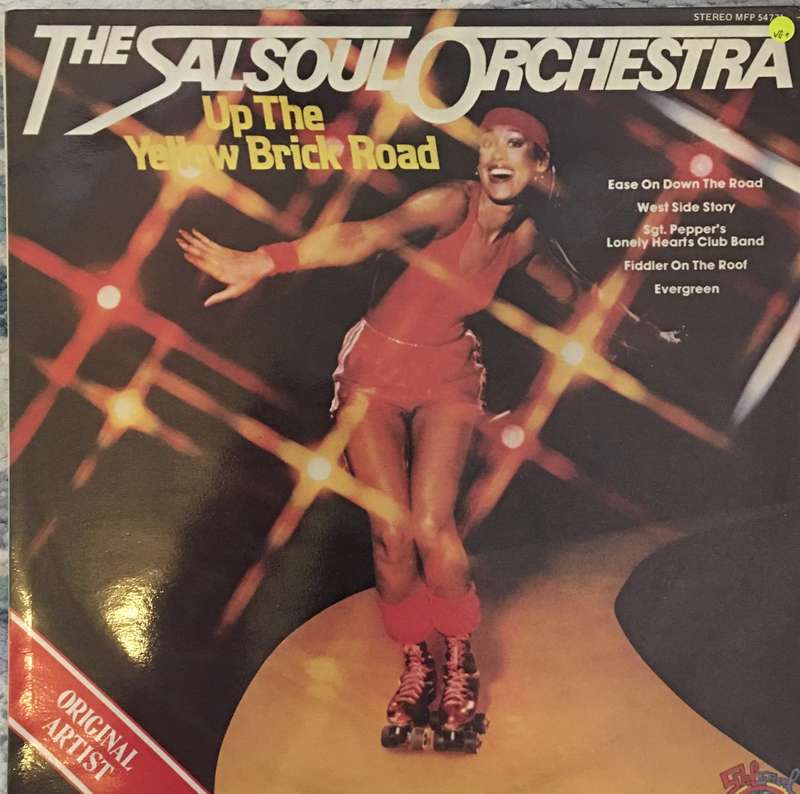 STEREO MFP
THE SALSOUL ORCHESTRA
Up The
Yellow Brick Road
Ease On Down The Road
West Side Story
Sgt. Pepper's
Lonely Hearts Club Band
Fiddler On The Roof
Evergreen
ORIGINAL
ARTIST